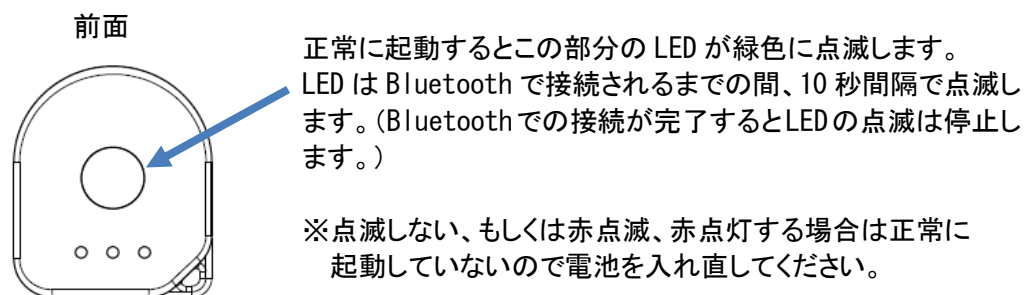 前面
正常に起動するとこの部分の LED が緑色に点滅します。
LED は Bluetooth で接続されるまでの間、10 秒間隔で点滅し
ます。(Bluetoothでの接続が完了するとLEDの点滅は停止し
ます。)
※点滅しない、もしくは赤点滅、赤点灯する場合は正常に
起動していないので電池を入れ直してください。